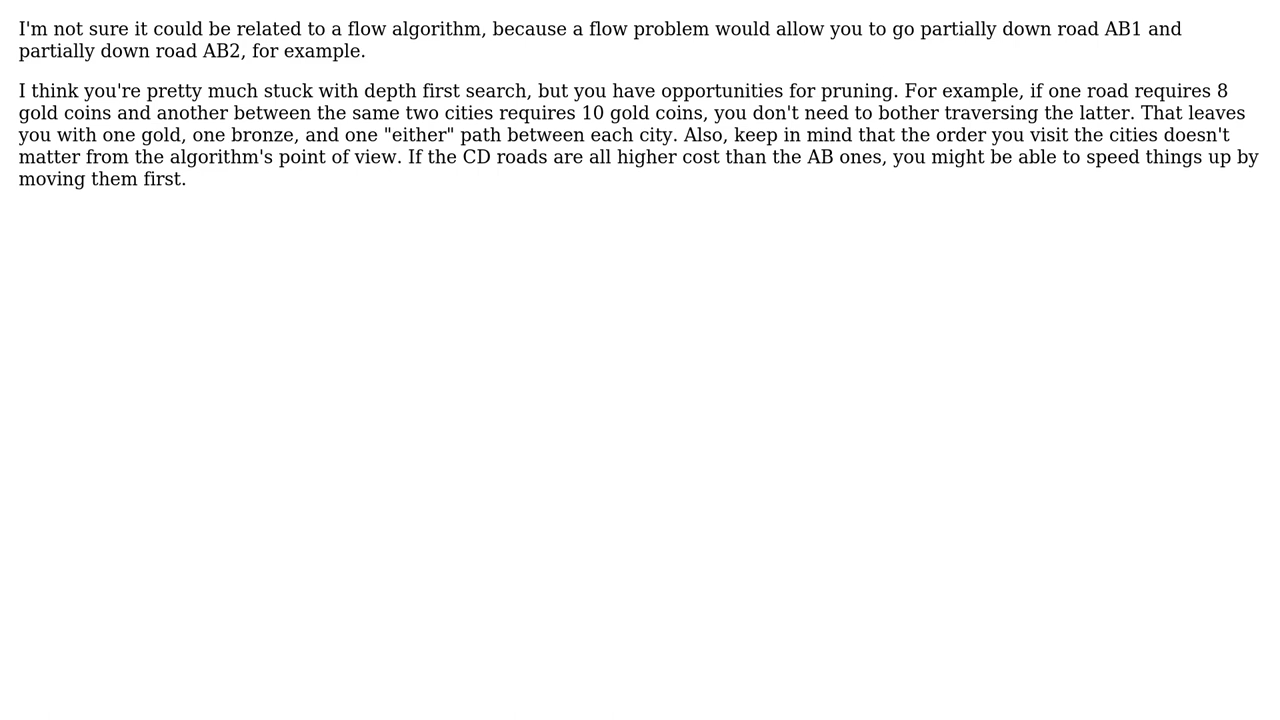 I'm not sure it could be related to a flow algorithm, because a flow problem would allow you to go partially down road AB1 and
partially down road AB2, for example.
I think you're pretty much stuck with depth first search, but you have opportunities for pruning. For example, if one road requires 8
gold coins and another between the same two cities requires 10 gold coins, you don't need to bother traversing the latter. That leaves
you with one gold, one bronze, and one "either" path between each city. Also, keep in mind that the order you visit the cities doesn't
matter from the algorithm's point of view. If the CD roads are all higher cost than the AB ones, you might be able to speed things up by
moving them first.